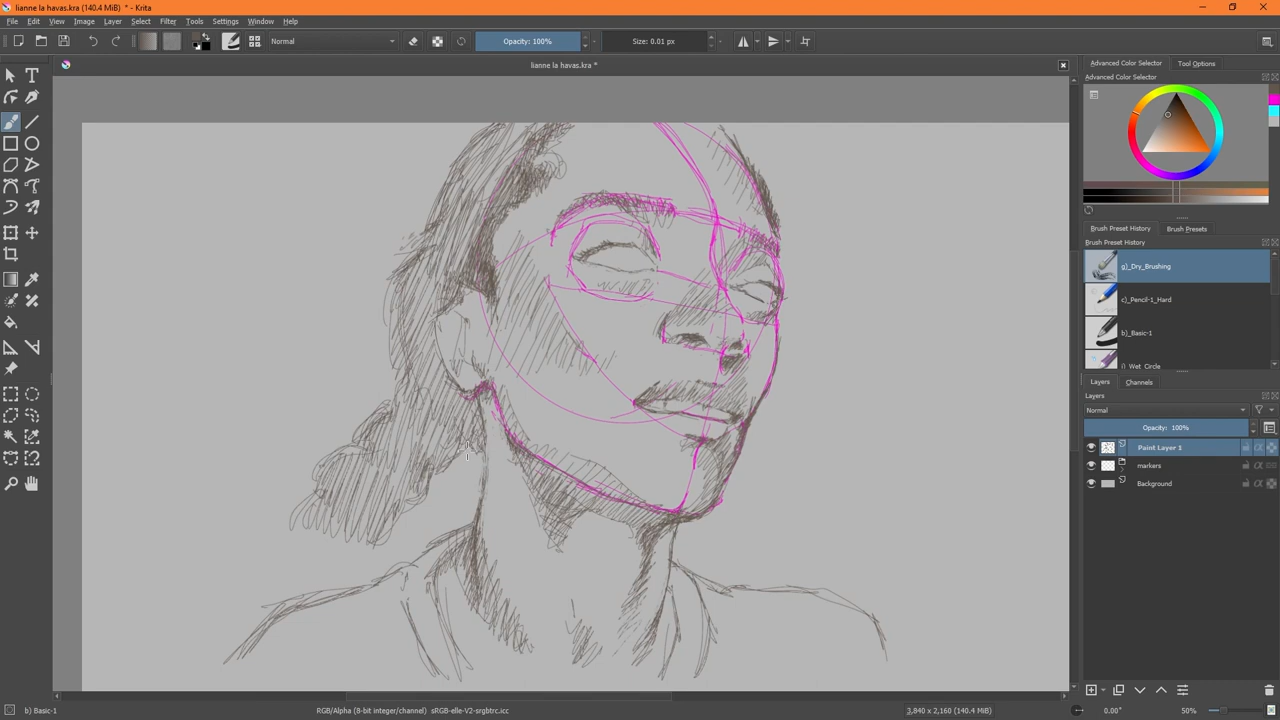 lianne la havas.kra (140.4 MiB) * - Krita
File Edit View Image Layer Select Filter Tools Settings Window Help
Normal
Opacity: 100%
Size: 0.01 px
lianne la havas.kra *
Advanced Color Selector
Tool Options
Advanced Color Selector
Brush Preset History
Brush Presets
Brush Preset History
g)_Dry_Brushing
c)_Pencil-1_Hard
b)_Basic-1
i)_Wet_Circle
Layers
Channels
Layers
Normal
Opacity: 100%
Paint Layer 1
markers
Background
b) Basic-1
RGB/Alpha (8-bit integer/channel) sRGB-elle-V2-srgbtrc.icc
3,840 x 2,160 (140.4 MiB)
0.00°
50%